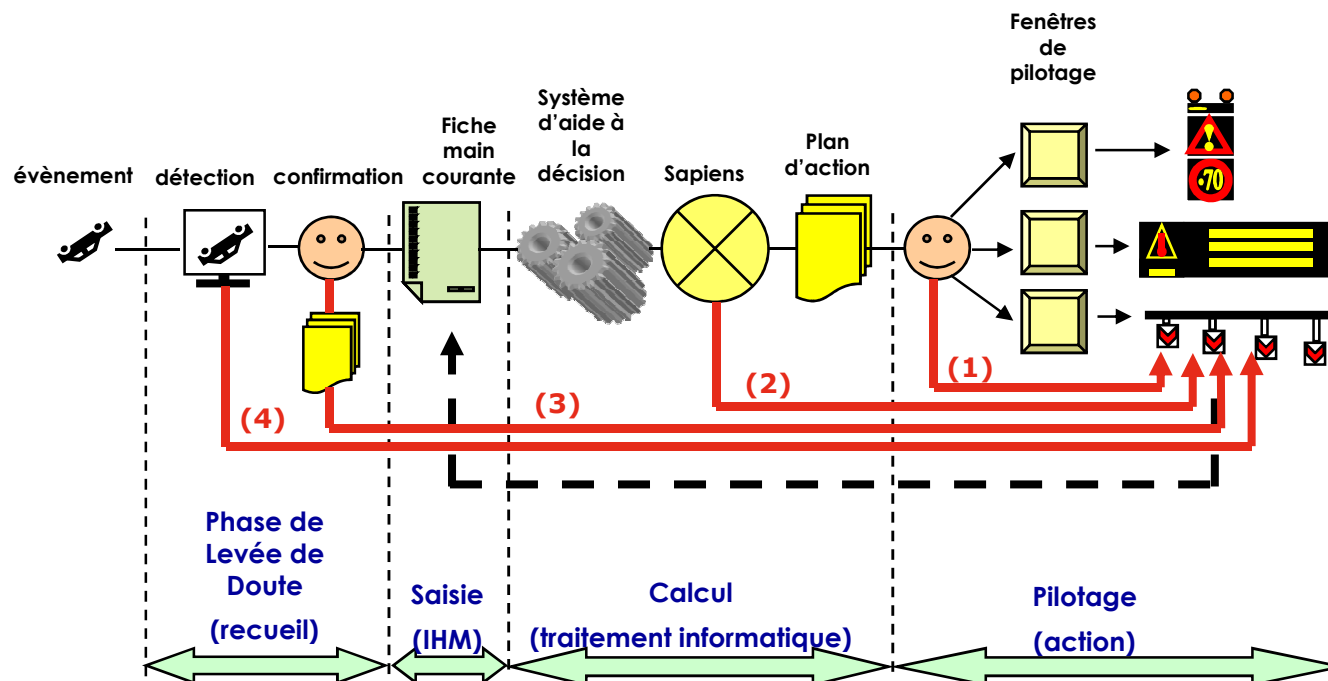 Fenêtres
de
pilotage
Système
d'aide à
la
décision
Fiche
main
courante
Plan
d'action
évènement
détection
confirmation
Sapiens
70
(1)
(2)
(3)
(4)
Phase de
Levée de
Doute
(recueil)
Saisie
(IHM)
Calcul
(traitement informatique)
Pilotage
(action)